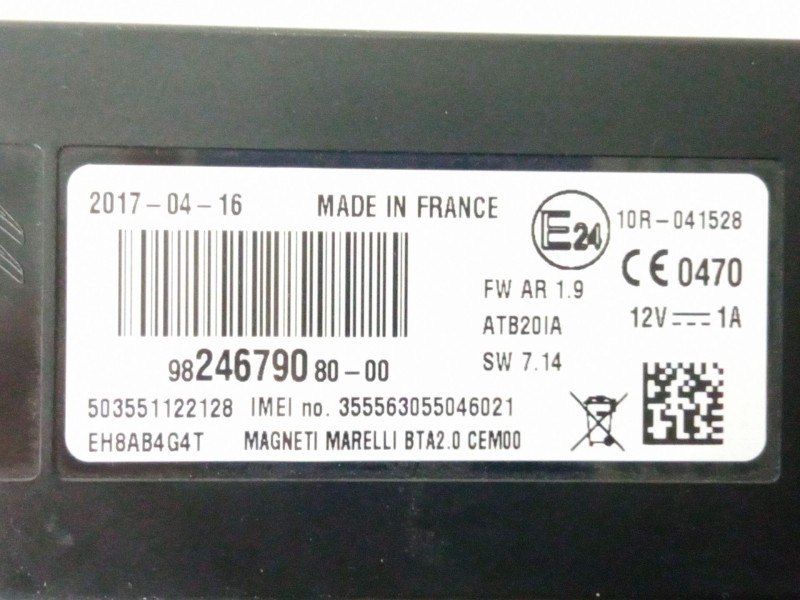 2017-04-16 MADE IN FRANCE
E24 10R-041528
CE 0470
FW AR 1.9
ATB20IA 12V 1A
SW 7.14
9824679080-00
503551122128 IMEI no. 355563055046021
EH8AB4G4T MAGNETI MARELLI BTA2.0 CEM00